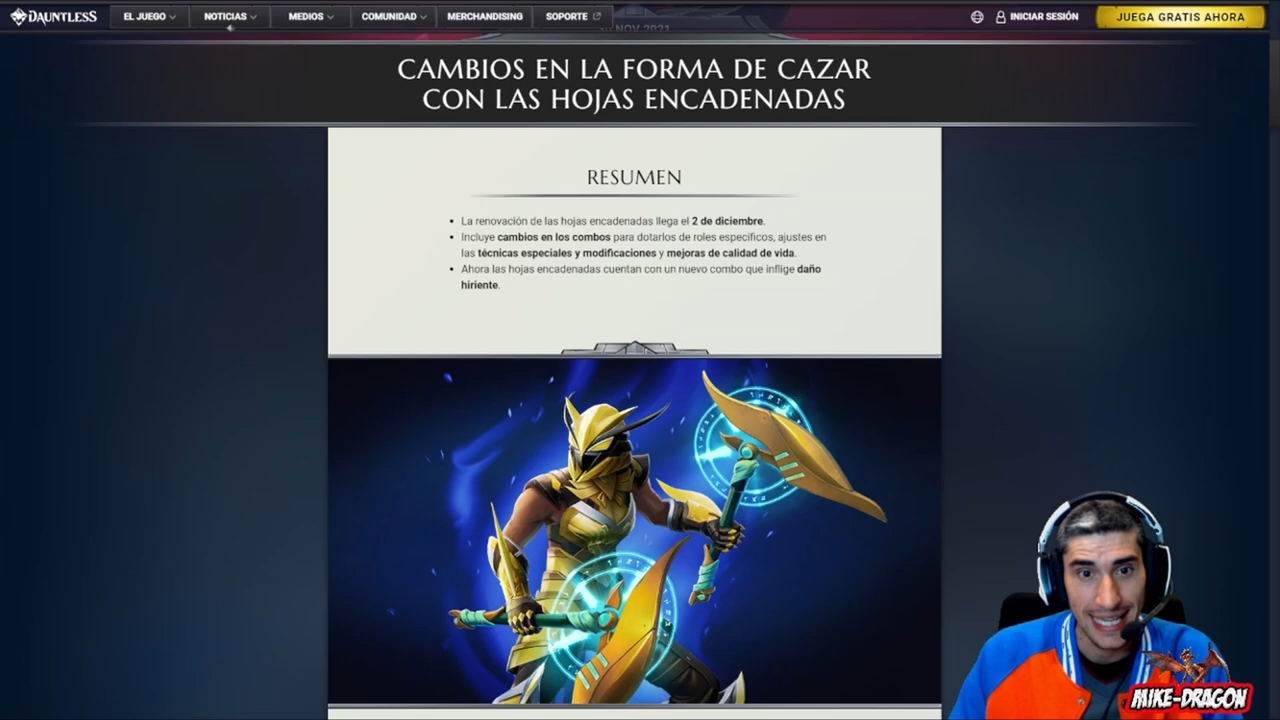 DAUNTLESS
EL JUEGO
NOTICIAS
MEDIOS
COMUNIDAD
MERCHANDISING
SOPORTE
INICIAR SESIÓN
JUEGA GRATIS AHORA
NOV 2021
CAMBIOS EN LA FORMA DE CAZAR
CON LAS HOJAS ENCADENADAS
RESUMEN
• La renovación de las hojas encadenadas llega el 2 de diciembre.
• Incluye cambios en los combos para dotarlos de roles específicos, ajustes en
las técnicas especiales y modificaciones y mejoras de calidad de vida.
• Ahora las hojas encadenadas cuentan con un nuevo combo que inflige daño
hiriente.
MIKE-DRAGON